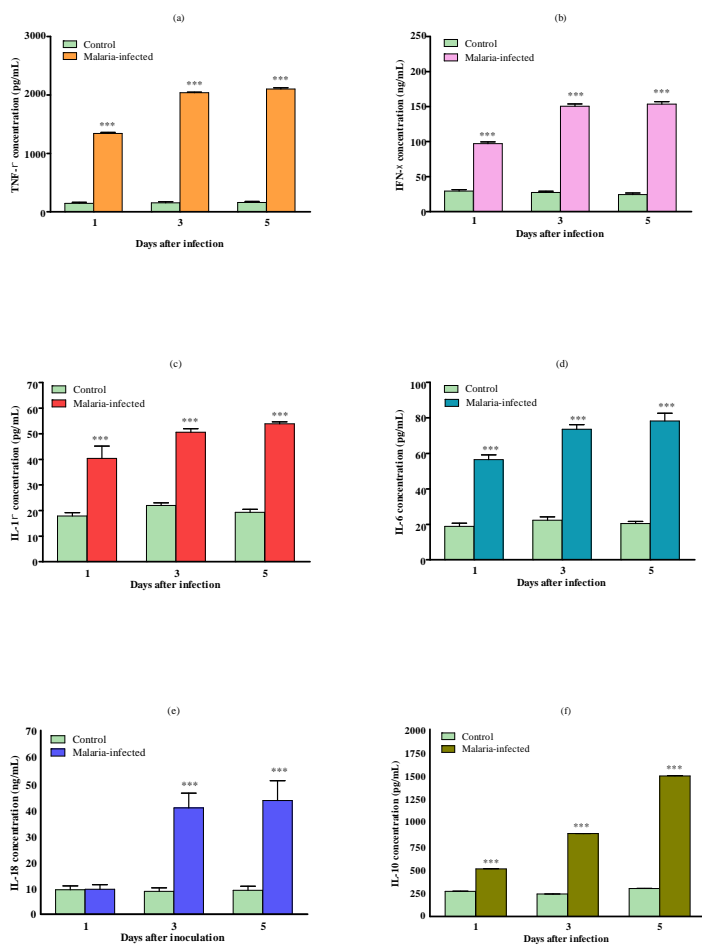 (a)
3000
2000
1000
0
TNF-г concentration (pg/mL)
Control
Malaria-infected
***
***
***
1 3 5
Days after infection
(b)
250
200
150
100
50
0
IFN-x concentration (ng/mL)
Control
Malaria-infected
***
***
***
1 3 5
Days after infection
(c)
70
60
50
40
30
20
10
0
IL-1г concentration (pg/mL)
Control
Malaria-infected
***
***
***
1 3 5
Days after infection
(d)
100
80
60
40
20
0
IL-6 concentration (pg/mL)
Control
Malaria-infected
***
***
***
1 3 5
Days after infection
(e)
70
60
50
40
30
20
10
0
IL-18 concentration (ng/mL)
Control
Malaria-infected
***
***
1 3 5
Days after inoculation
(f)
2000
1750
1500
1250
1000
750
500
250
0
IL-10 concentration (pg/mL)
Control
Malaria-infected
***
***
***
1 3 5
Days after infection